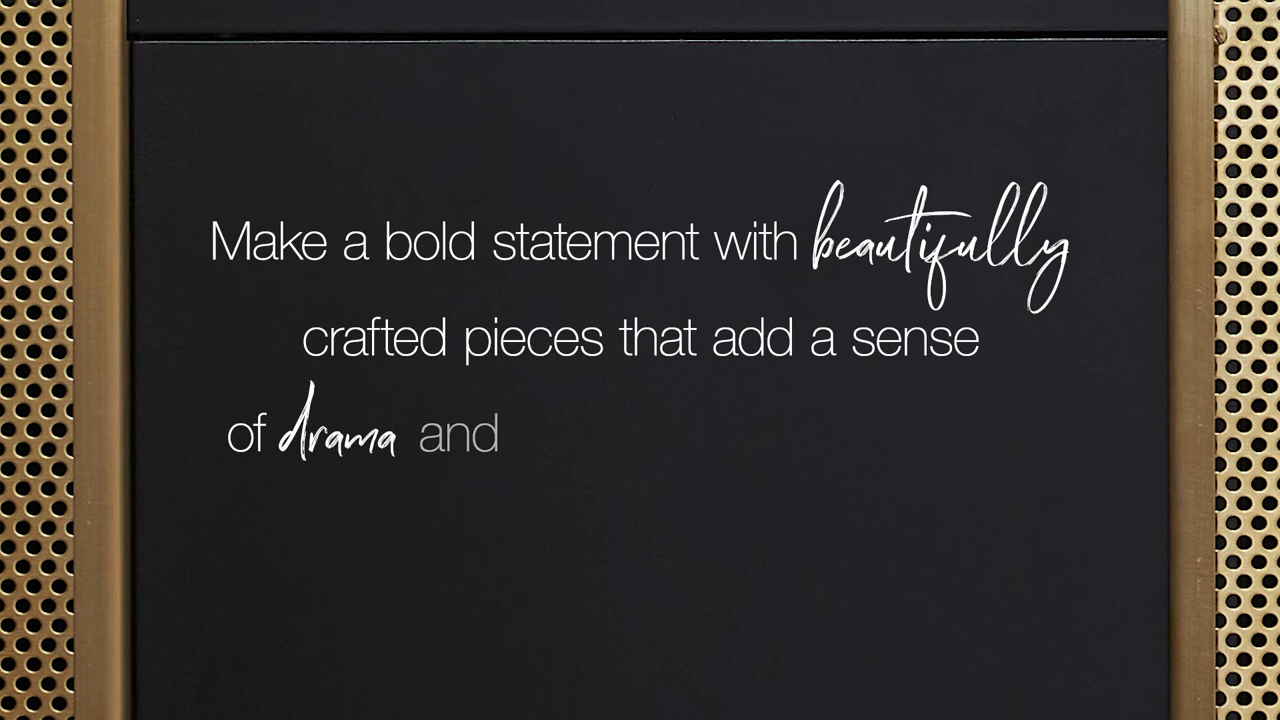 Make a bold statement with beautifully
crafted pieces that add a sense
of drama and